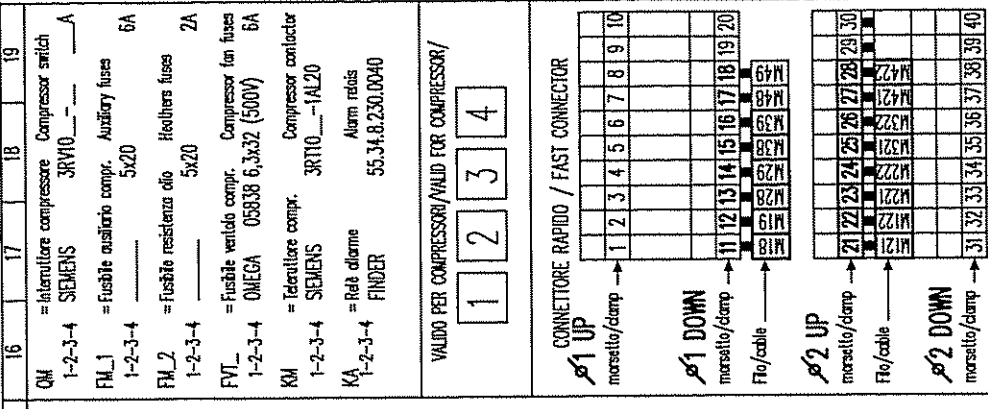 16 17 18 19
QM = Interruttore compressore Compressor switch
1-2-3-4 SIEMENS 3RV10__-__ ___A
FM_1 = Fusibile ausiliario compr. Auxiliary fuses
1-2-3-4 _____ 5x20 6A
FM_2 = Fusibile resistenza olio Heathers fuses
1-2-3-4 _____ 5x20 2A
FVT_ = Fusibile ventola compr. Compressor fan fuses
1-2-3-4 OMEGA 05838 6,3x32 (500V) 6A
KM = Teleruttore compr. Compressor contactor
1-2-3-4 SIEMENS 3RT10__-1AL20
KA = Relè allarme Alarm relais
1-2-3-4 FINDER 55.34.8.230.0040
VALIDO PER COMPRESSORI/VALID FOR COMPRESSOR/
1 2 3 4
CONNETTORE RAPIDO / FAST CONNECTOR
ø1 UP
morsetto/clamp 1 2 3 4 5 6 7 8 9 10
ø1 DOWN
morsetto/clamp 11 12 13 14 15 16 17 18 19 20
Filo/cable M18 M19 M28 M29 M38 M39 M48 M49
ø2 UP
morsetto/clamp 21 22 23 24 25 26 27 28 29 30
Filo/cable M121 M122 M221 M222 M321 M322 M421 M422
ø2 DOWN
morsetto/clamp 31 32 33 34 35 36 37 38 39 40